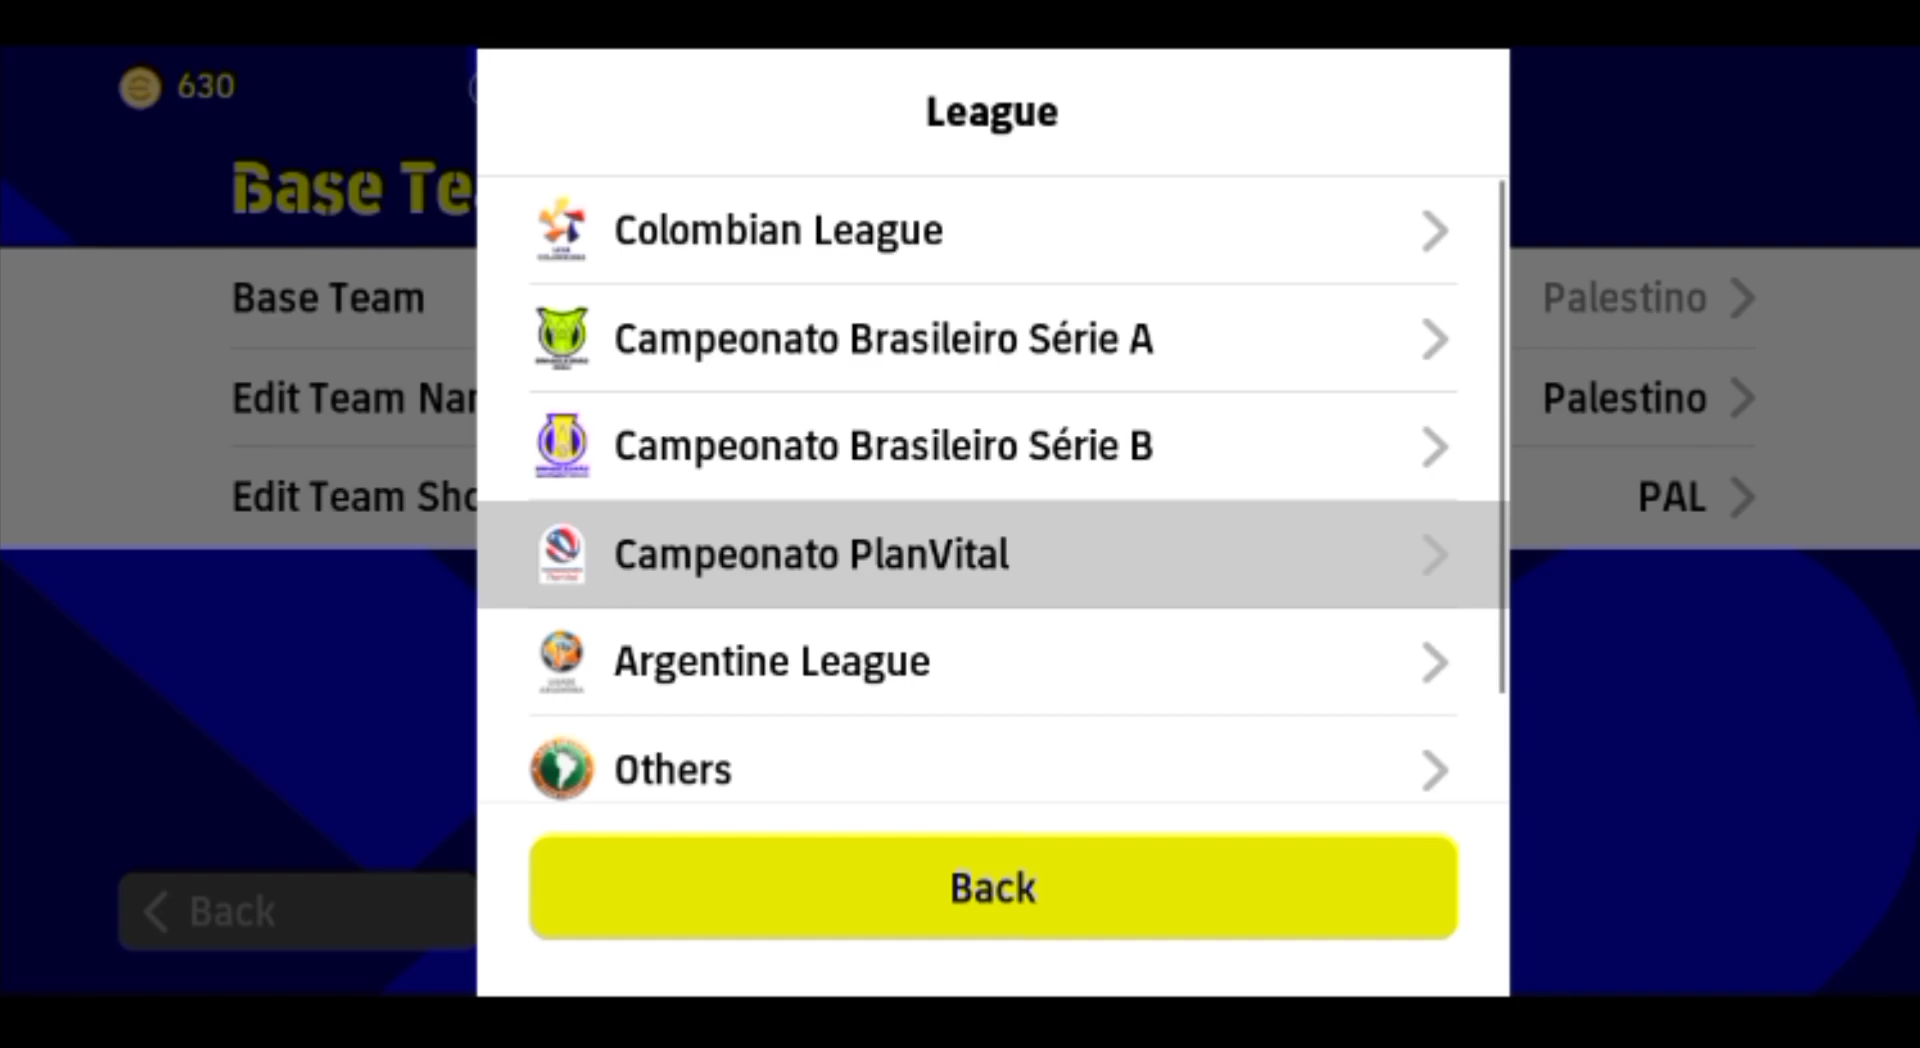 630
League
Base Te
Colombian League
Base Team
Palestino
Campeonato Brasileiro Série A
Edit Team Nar
Palestino
Campeonato Brasileiro Série B
Edit Team Sho
PAL
Campeonato PlanVital
Argentine League
Others
Back
Back